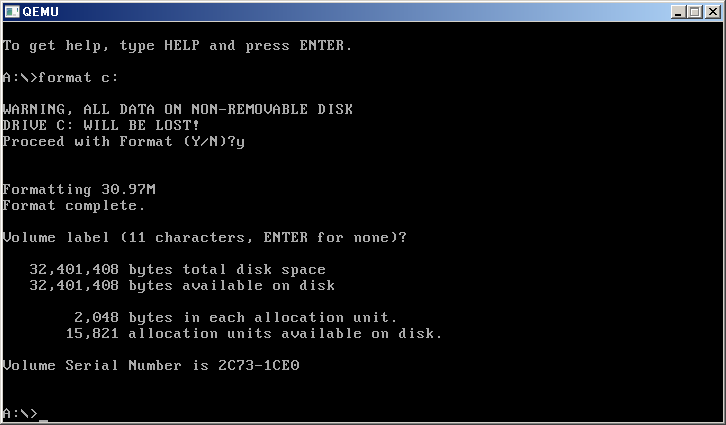 QEMU
To get help, type HELP and press ENTER.
A:\>format c:
WARNING, ALL DATA ON NON-REMOVABLE DISK
DRIVE C: WILL BE LOST!
Proceed with Format (Y/N)?y
Formatting 30.97M
Format complete.
Volume label (11 characters, ENTER for none)?
32,401,408 bytes total disk space
32,401,408 bytes available on disk
2,048 bytes in each allocation unit.
15,821 allocation units available on disk.
Volume Serial Number is 2C73-1CE0
A:\>_